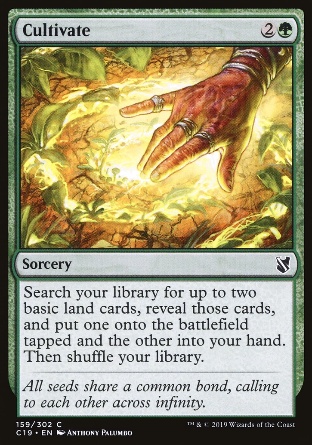 Cultivate 2
Sorcery
Search your library for up to two
basic land cards, reveal those cards,
and put one onto the battlefield
tapped and the other into your hand.
Then shuffle your library.
All seeds share a common bond, calling
to each other across infinity.
159/302 C
C19 • EN Anthony Palumbo
™ & © 2019 Wizards of the Coast